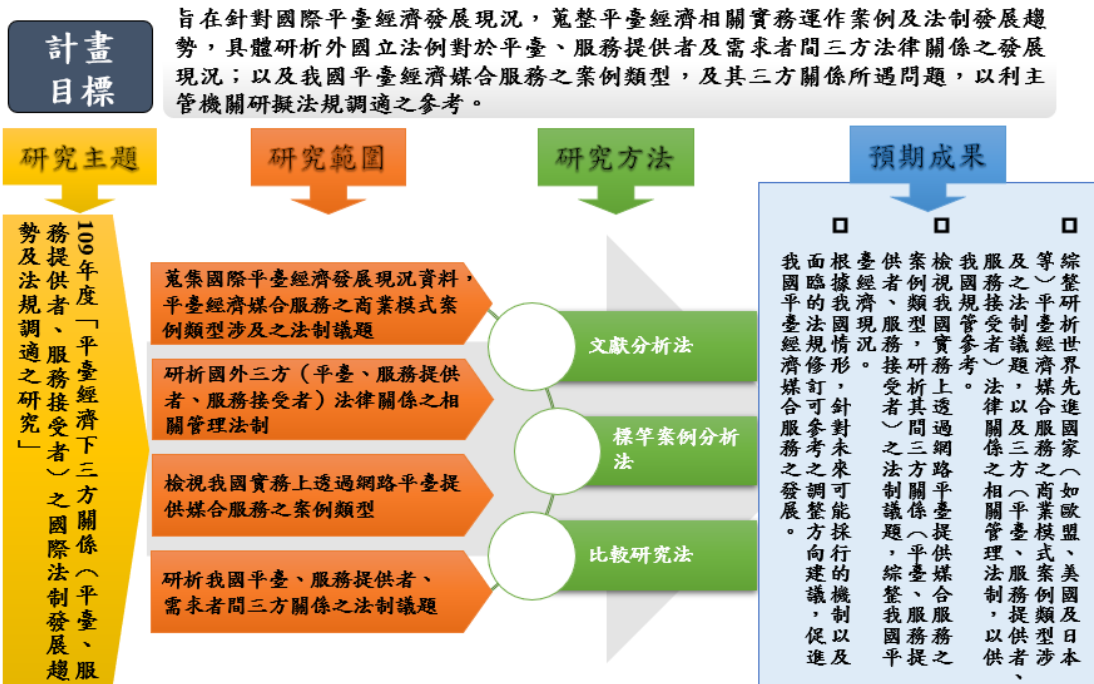 計畫
目標
旨在針對國際平臺經濟發展現況，蒐整平臺經濟相關實務運作案例及法制發展趨
勢，具體研析外國立法例對於平臺、服務提供者及需求者間三方法律關係之發展
現況；以及我國平臺經濟媒合服務之案例類型，及其三方關係所遇問題，以利主
管機關研擬法規調適之參考。
研究主題
109年度「平臺經濟下三方關係（平臺、服
務提供者、服務接受者）之國際法制發展趨
勢及法規調適之研究」
研究範圍
蒐集國際平臺經濟發展現況資料，
平臺經濟媒合服務之商業模式案
例類型涉及之法制議題
研析國外三方（平臺、服務提供
者、服務接受者）法律關係之相
關管理法制
檢視我國實務上透過網路平臺提
供媒合服務之案例類型
研析我國平臺、服務提供者、
需求者間三方關係之法制議題
研究方法
文獻分析法
標竿案例分析
法
比較研究法
預期成果
綜整研析世界先進國家（如歐盟、美國及日本
等）平臺經濟媒合服務之商業模式案例類型涉
及之法制議題，以及三方（平臺、服務提供者、
服務接受者）法律關係之相關管理法制，以供
我國規管參考。
檢視我國實務上透過網路平臺提供媒合服務之
案例類型，研析其間三方關係（平臺、服務提
供者、服務接受者）之法制議題，綜整我國平
臺經濟現況。
根據我國情形，針對未來可能採行的機制以及
面臨的法規修訂可參考之調整方向建議，促進
我國平臺經濟媒合服務之發展。